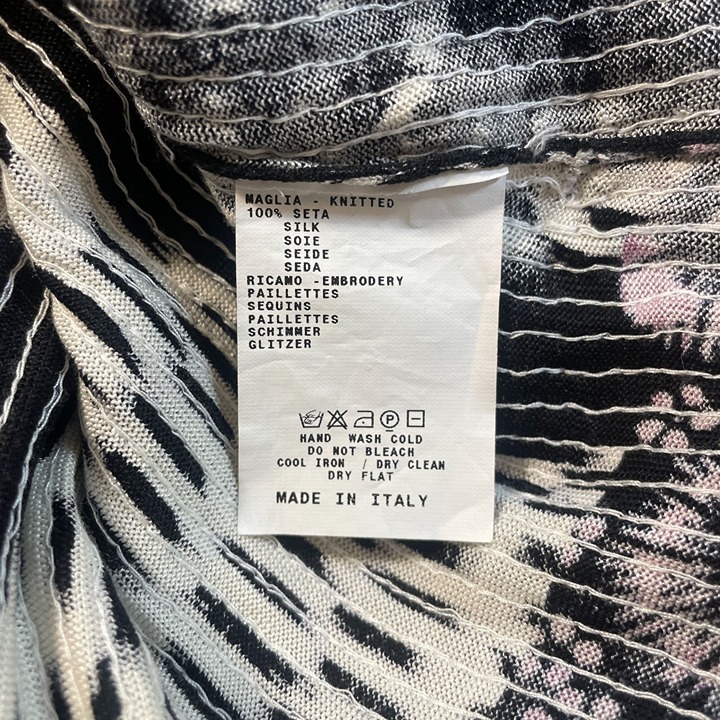 MAGLIA - KNITTED
100% SETA
SILK
SOIE
SEIDE
SEDA
RICAMO -EMBRODERY
PAILLETTES
SEQUINS
PAILLETTES
SCHIMMER
GLITZER
P
HAND WASH COLD
DO NOT BLEACH
COOL IRON / DRY CLEAN
DRY FLAT
MADE IN ITALY